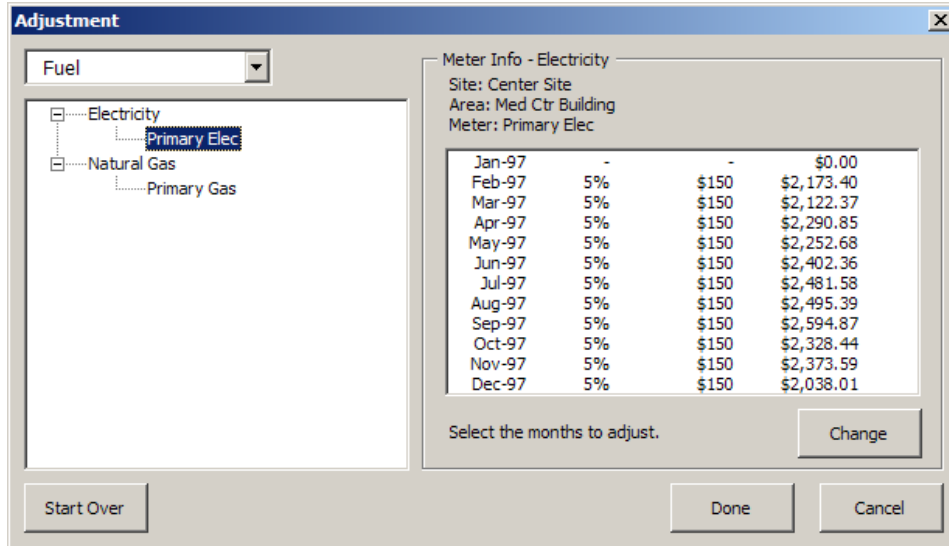 Adjustment
Fuel
Electricity
Primary Elec
Natural Gas
Primary Gas
Meter Info - Electricity
Site: Center Site
Area: Med Ctr Building
Meter: Primary Elec
Jan-97 - - $0.00
Feb-97 5% $150 $2,173.40
Mar-97 5% $150 $2,122.37
Apr-97 5% $150 $2,290.85
May-97 5% $150 $2,252.68
Jun-97 5% $150 $2,402.36
Jul-97 5% $150 $2,481.58
Aug-97 5% $150 $2,495.39
Sep-97 5% $150 $2,594.87
Oct-97 5% $150 $2,328.44
Nov-97 5% $150 $2,373.59
Dec-97 5% $150 $2,038.01
Select the months to adjust.
Change
Start Over
Done
Cancel